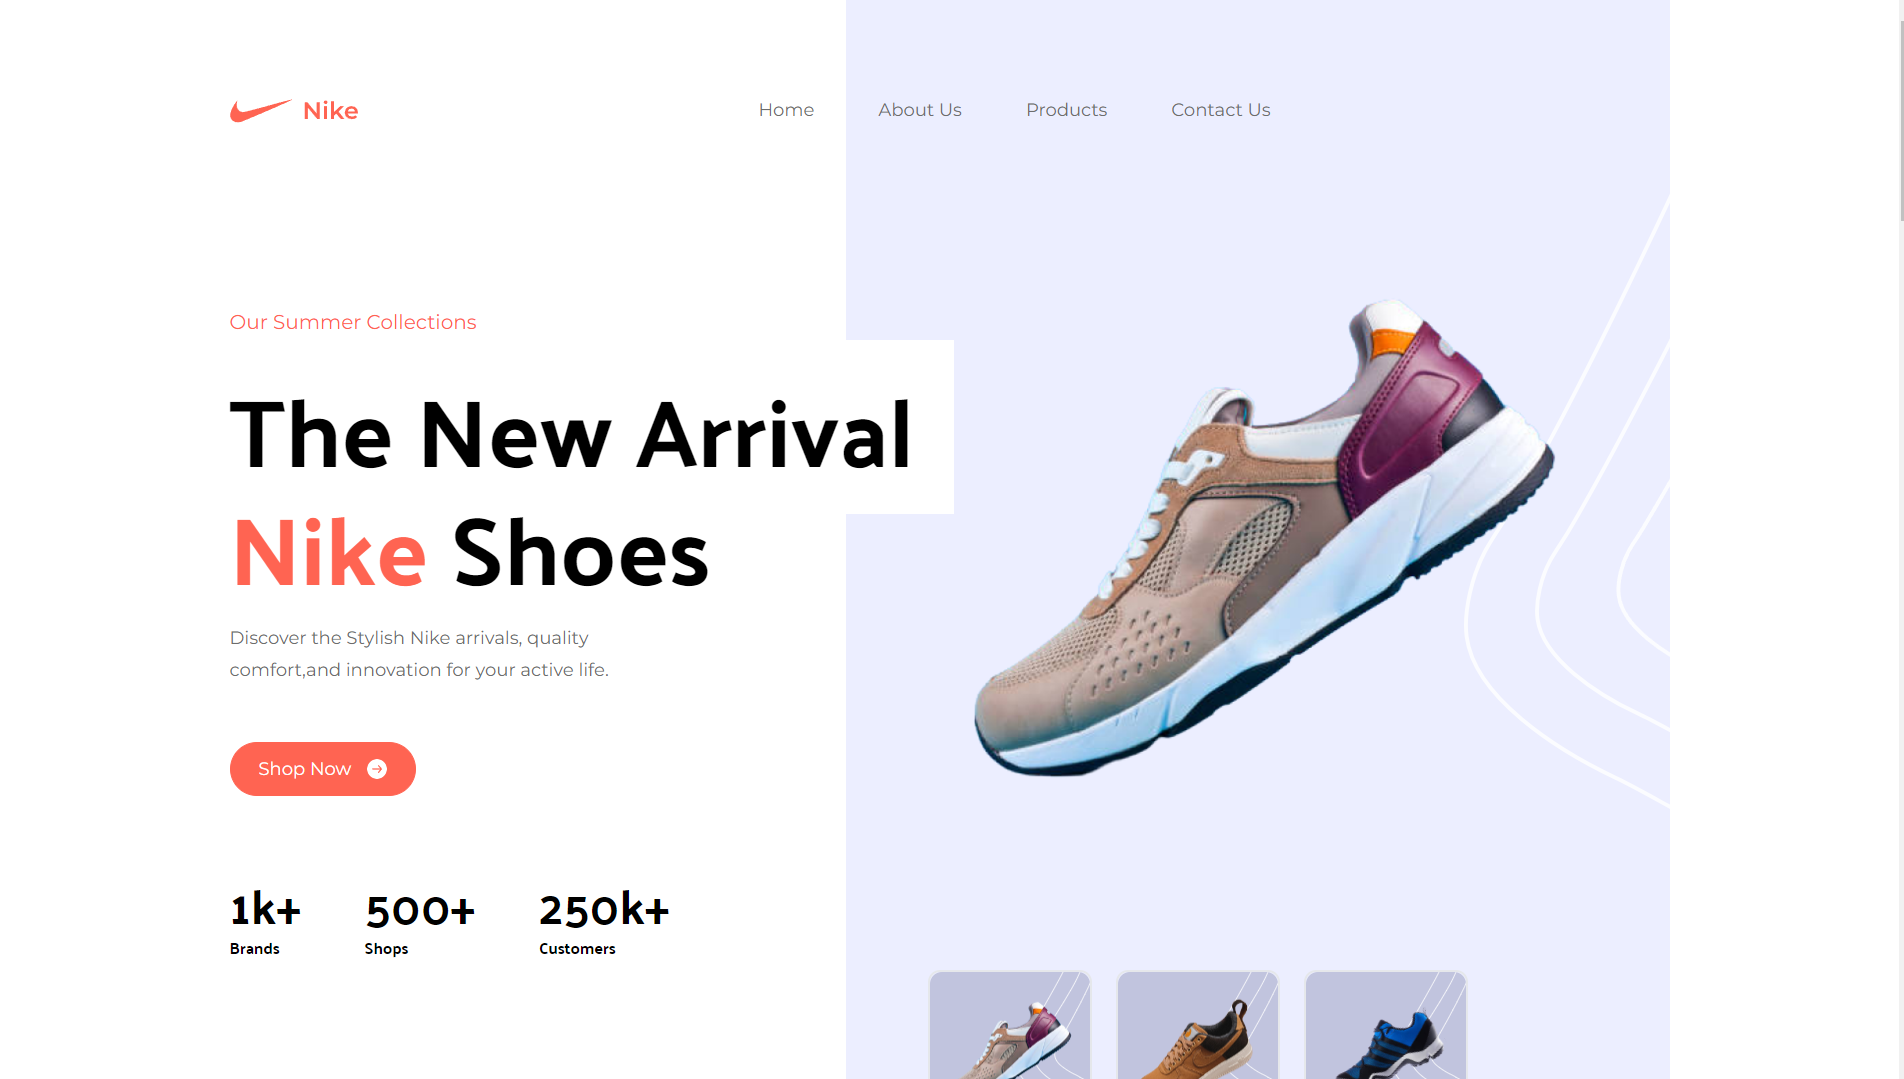 Nike
Home
About Us
Products
Contact Us
Our Summer Collections
The New Arrival
Nike Shoes
Discover the Stylish Nike arrivals, quality
comfort,and innovation for your active life.
Shop Now
1k+
500+
250k+
Brands
Shops
Customers